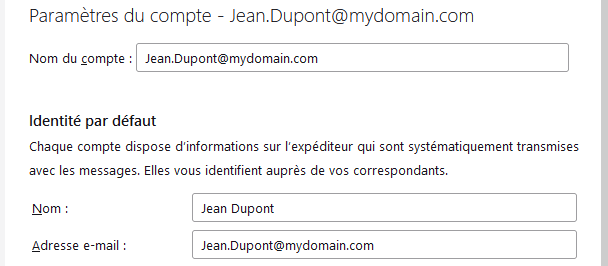 Paramètres du compte - Jean.Dupont@mydomain.com
Nom du compte : Jean.Dupont@mydomain.com
Identité par défaut
Chaque compte dispose d'informations sur l'expéditeur qui sont systématiquement transmises
avec les messages. Elles vous identifient auprès de vos correspondants.
Nom : Jean Dupont
Adresse e-mail : Jean.Dupont@mydomain.com